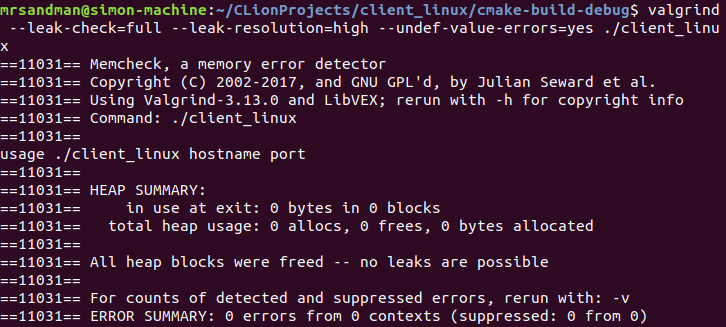 mrsandman@simon-machine:~/CLionProjects/client_linux/cmake-build-debug$ valgrind
 --leak-check=full --leak-resolution=high --undef-value-errors=yes ./client_linu
x
==11031== Memcheck, a memory error detector
==11031== Copyright (C) 2002-2017, and GNU GPL'd, by Julian Seward et al.
==11031== Using Valgrind-3.13.0 and LibVEX; rerun with -h for copyright info
==11031== Command: ./client_linux
==11031==
usage ./client_linux hostname port
==11031==
==11031== HEAP SUMMARY:
==11031==     in use at exit: 0 bytes in 0 blocks
==11031==   total heap usage: 0 allocs, 0 frees, 0 bytes allocated
==11031==
==11031== All heap blocks were freed -- no leaks are possible
==11031==
==11031== For counts of detected and suppressed errors, rerun with: -v
==11031== ERROR SUMMARY: 0 errors from 0 contexts (suppressed: 0 from 0)